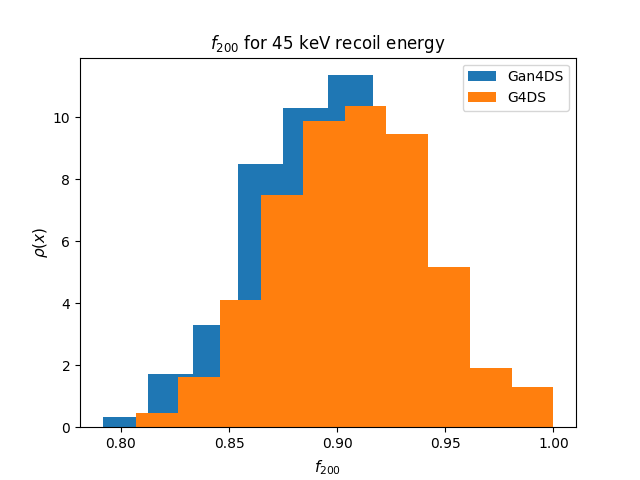 f₂₀₀ for 45 keV recoil energy
Gan4DS
G4DS
ρ(x)
10
8
6
4
2
0
0.80 0.85 0.90 0.95 1.00
f₂₀₀